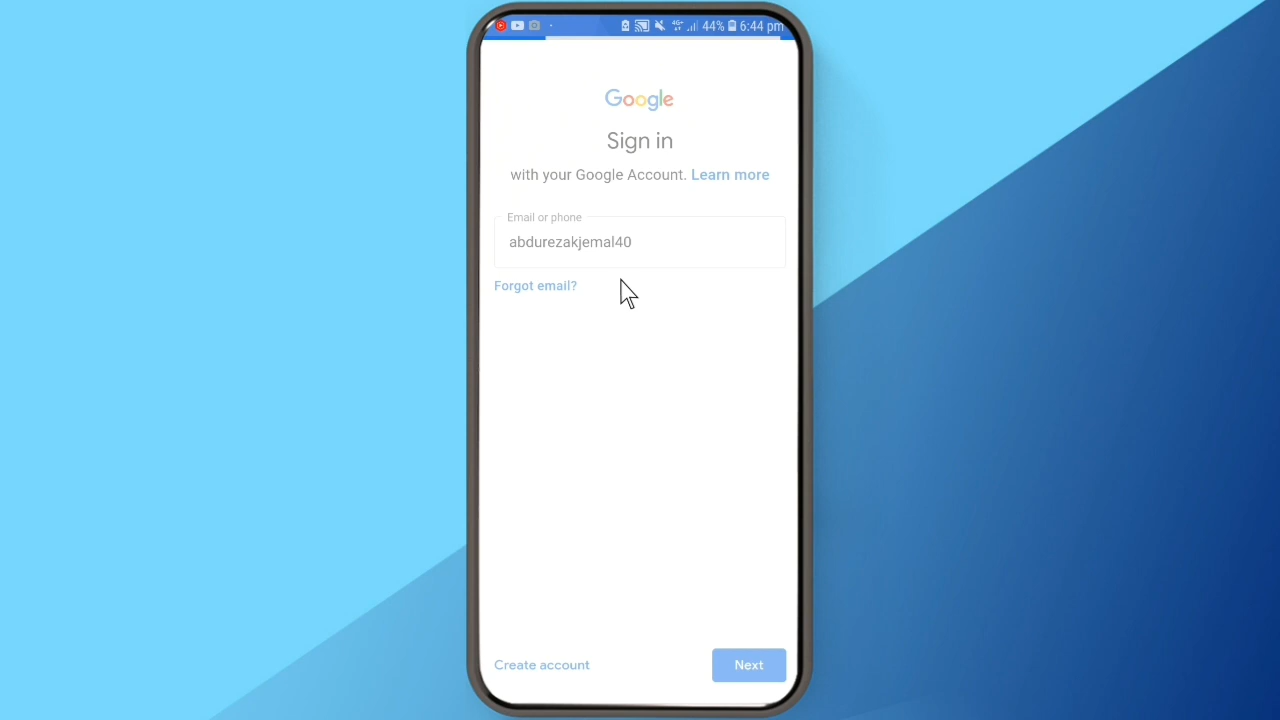 44% 6:44 pm
Google
Sign in
with your Google Account. Learn more
Email or phone
abdurezakjemal40
Forgot email?
Create account
Next